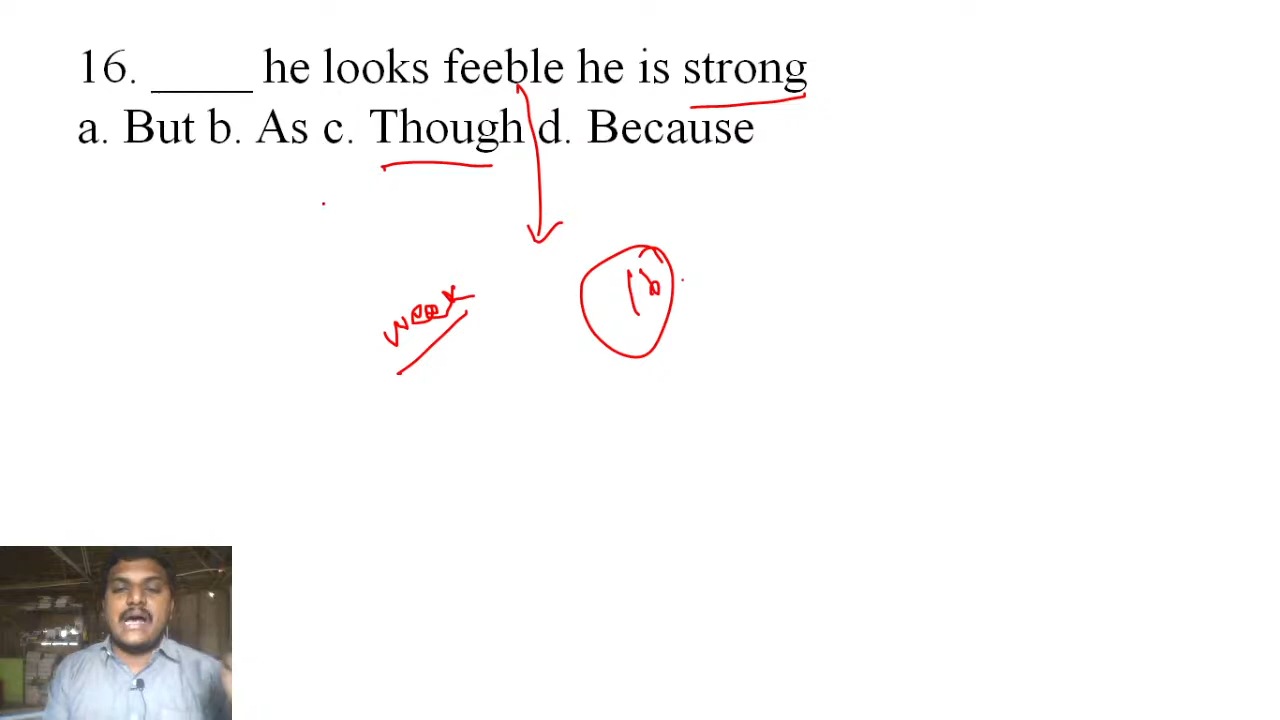 16. _____ he looks feeble he is strong
a. But b. As c. Though d. Because